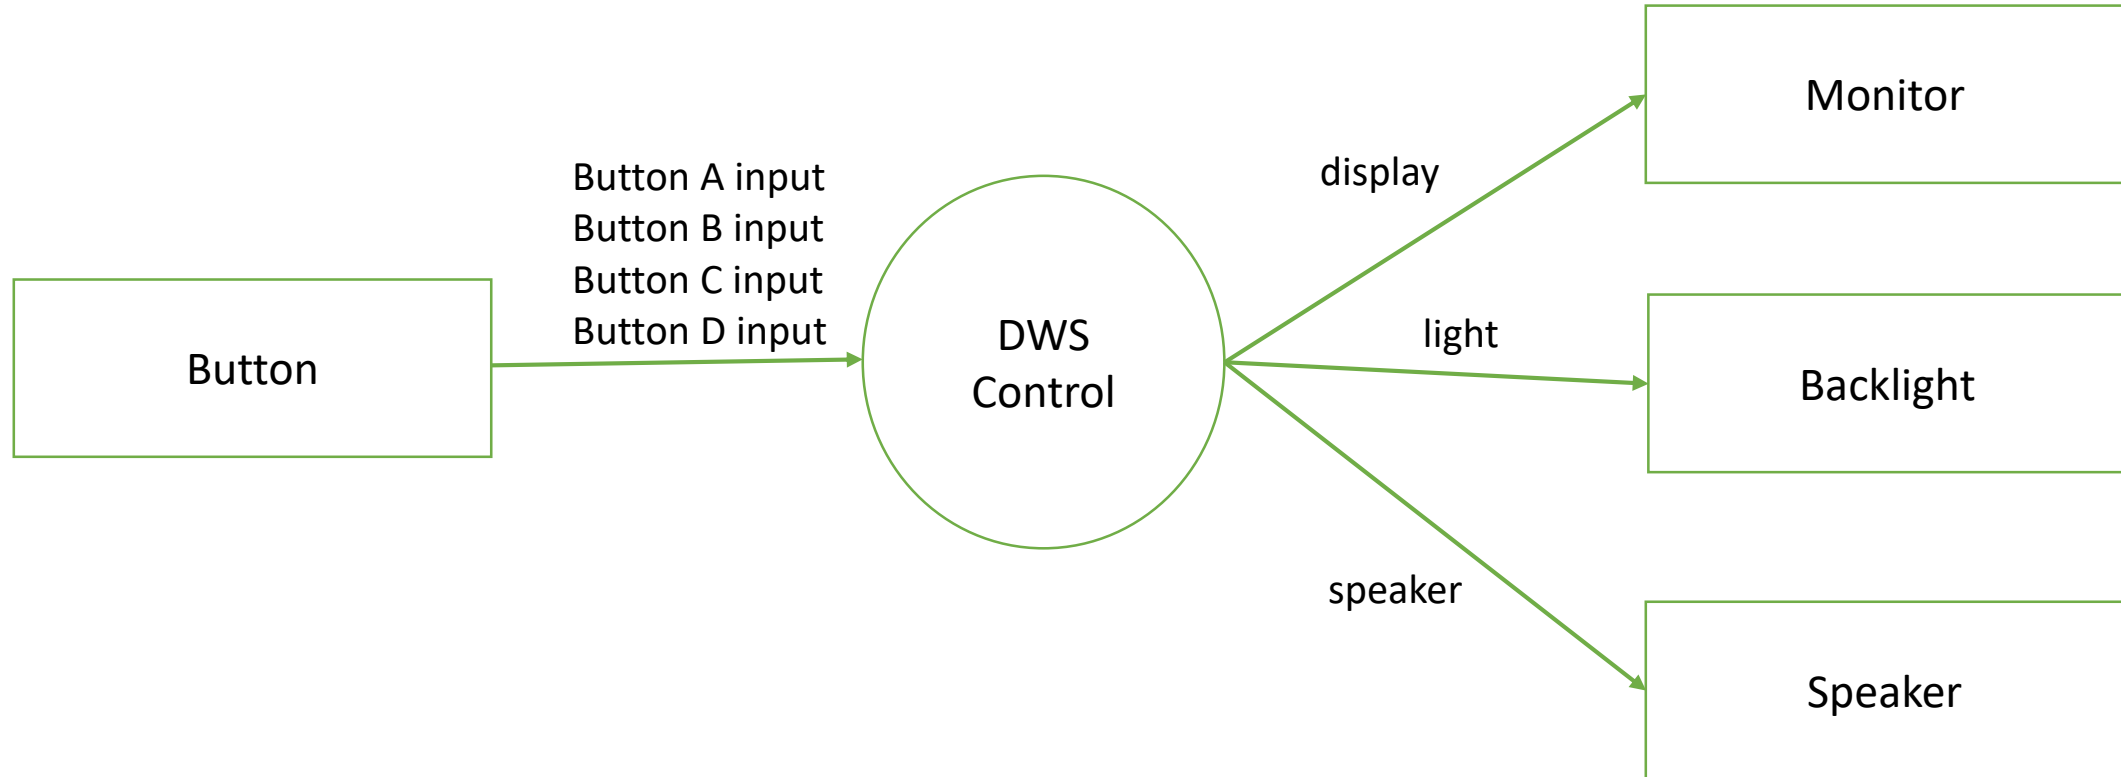 Button
Button A input
Button B input
Button C input
Button D input
DWS
Control
display
light
speaker
Monitor
Backlight
Speaker